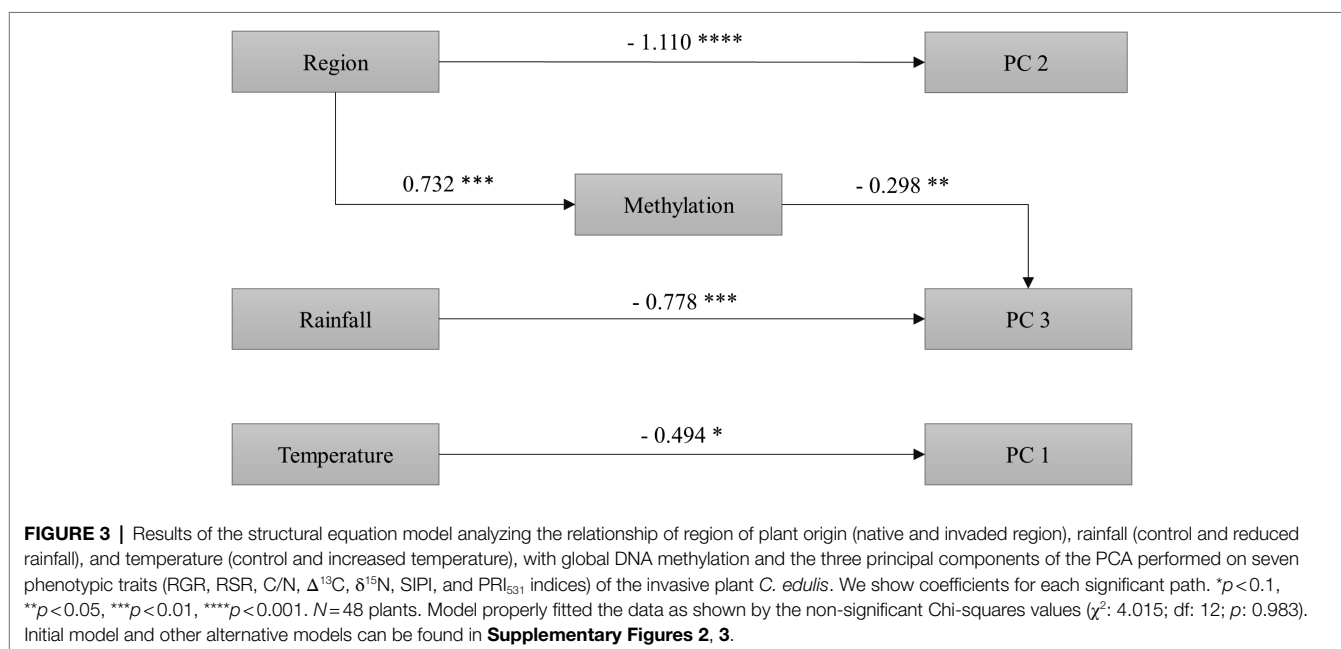 - 1.110 ****
Region
PC 2
0.732 ***
- 0.298 **
Methylation
- 0.778 ***
Rainfall
PC 3
- 0.494 *
Temperature
PC 1
FIGURE 3 | Results of the structural equation model analyzing the relationship of region of plant origin (native and invaded region), rainfall (control and reduced
rainfall), and temperature (control and increased temperature), with global DNA methylation and the three principal components of the PCA performed on seven
phenotypic traits (RGR, RSR, C/N, Δ¹³C, δ¹⁵N, SIPI, and PRI₅₃₁ indices) of the invasive plant C. edulis. We show coefficients for each significant path. *p<0.1,
**p<0.05, ***p<0.01, ****p<0.001. N=48 plants. Model properly fitted the data as shown by the non-significant Chi-squares values (χ²: 4.015; df: 12; p: 0.983).
Initial model and other alternative models can be found in Supplementary Figures 2, 3.